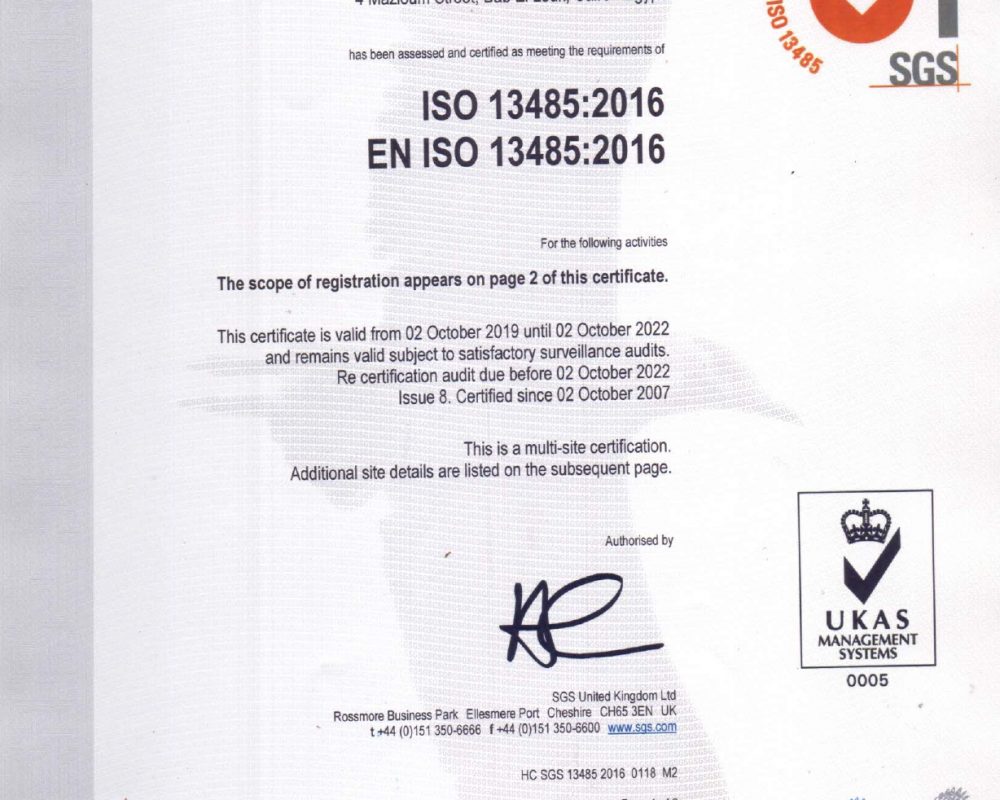 has been assessed and certified as meeting the requirements of
ISO 13485
SGS
ISO 13485:2016
EN ISO 13485:2016
For the following activities
The scope of registration appears on page 2 of this certificate.
This certificate is valid from 02 October 2019 until 02 October 2022
and remains valid subject to satisfactory surveillance audits.
Re certification audit due before 02 October 2022
Issue 8. Certified since 02 October 2007
This is a multi-site certification.
Additional site details are listed on the subsequent page.
Authorised by
UKAS
MANAGEMENT
SYSTEMS
0005
SGS United Kingdom Ltd
Rossmore Business Park Ellesmere Port Cheshire CH65 3EN UK
t +44 (0)151 350-6666 f +44 (0)151 350-6600 www.sgs.com
HC SGS 13485 2016 0118 M2